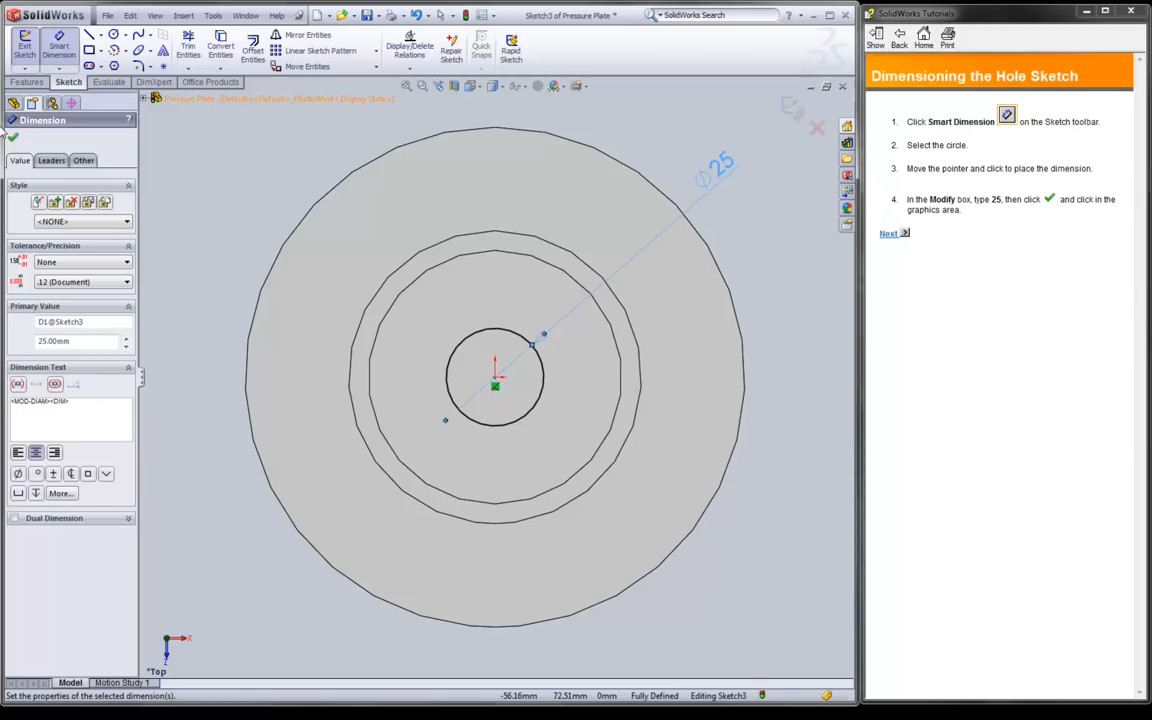 SolidWorks
File
Edit
View
Insert
Tools
Window
Help
Sketch3 of Pressure Plate *
SolidWorks Search
Exit Sketch
Smart Dimension
Trim Entities
Convert Entities
Offset Entities
Mirror Entities
Linear Sketch Pattern
Move Entities
Display/Delete Relations
Repair Sketch
Quick Snaps
Rapid Sketch
Features
Sketch
Evaluate
DimXpert
Office Products
Dimension
?
Value
Leaders
Other
Style
<NONE>
Tolerance/Precision
None
.12 (Document)
Primary Value
D1@Sketch3
25.00mm
Dimension Text
<MOD-DIAM><DIM>
More...
Dual Dimension
Pressure Plate (Default<<Default>_PhotoWorks Display State>)
Ø25
*Top
X
Z
Model
Motion Study 1
Set the properties of the selected dimension(s).
-56.16mm
72.51mm
0mm
Fully Defined
Editing Sketch3
SolidWorks Tutorials
Show
Back
Home
Print
Dimensioning the Hole Sketch
1. Click Smart Dimension on the Sketch toolbar.
2. Select the circle.
3. Move the pointer and click to place the dimension.
4. In the Modify box, type 25, then click and click in the
graphics area.
Next